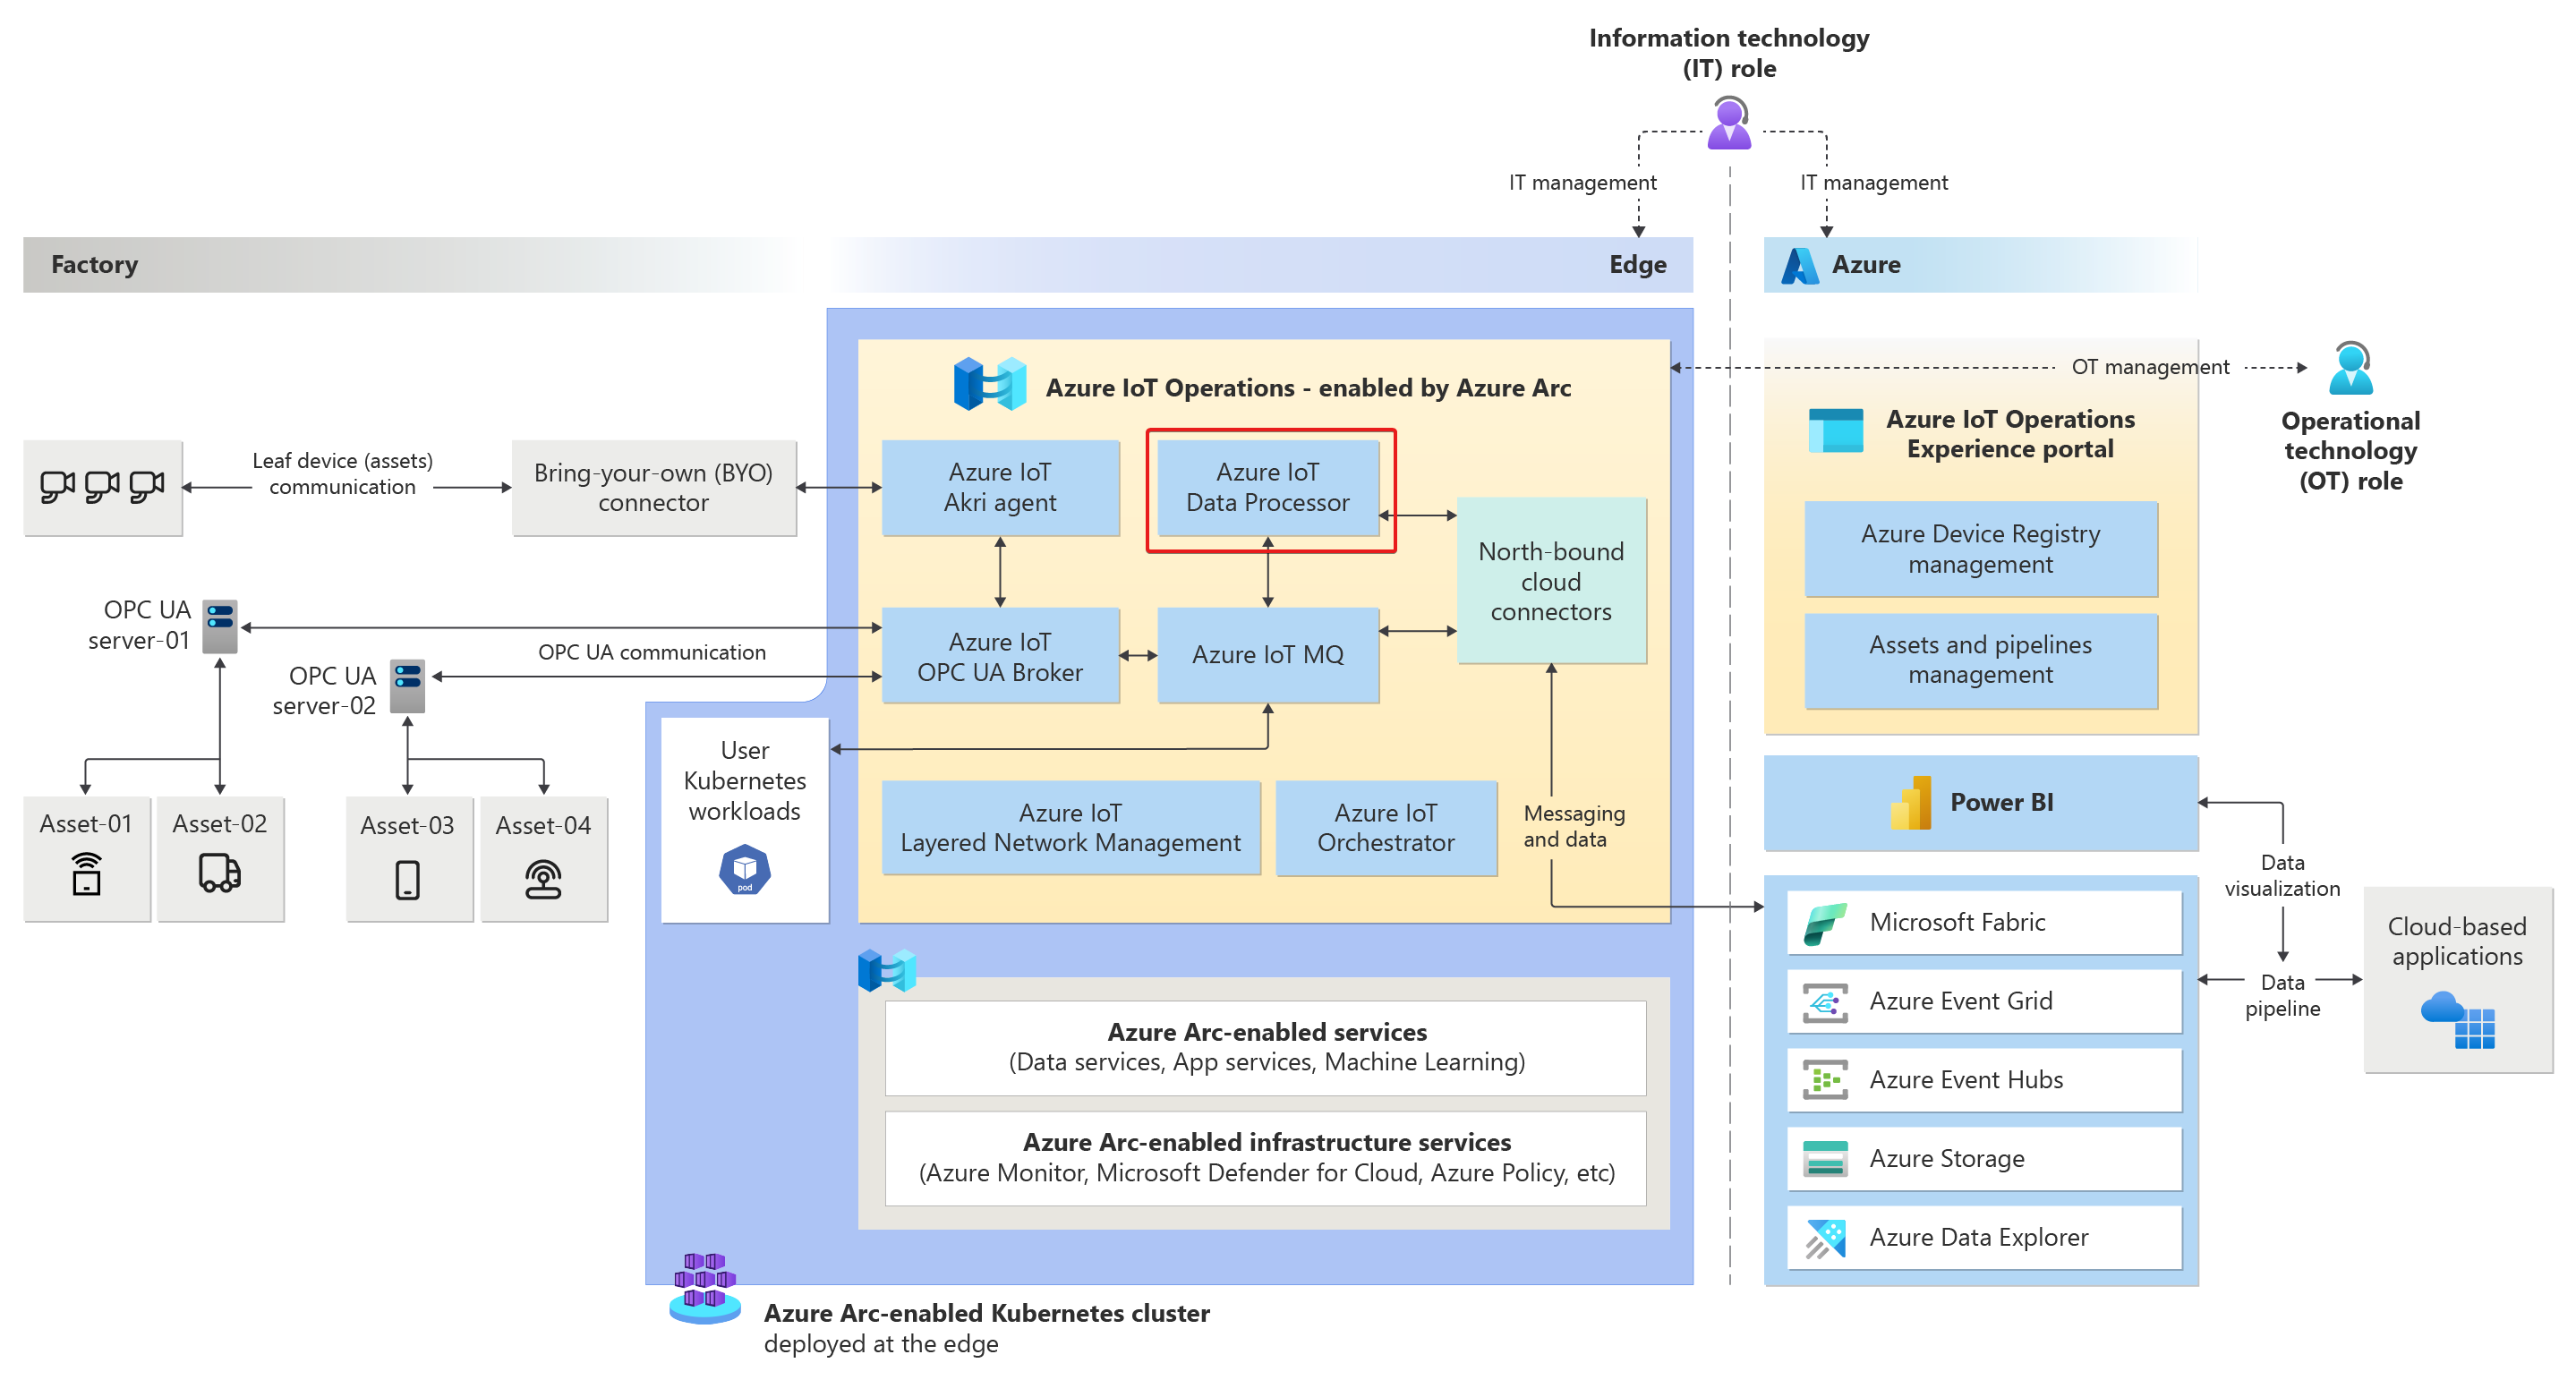 Information technology
(IT) role
IT management
IT management
Factory
Edge
Azure
Azure IoT Operations - enabled by Azure Arc
OT management
Operational
technology
(OT) role
Azure IoT Operations
Experience portal
Azure Device Registry
management
Assets and pipelines
management
Leaf device (assets)
communication
Bring-your-own (BYO)
connector
Azure IoT
Akri agent
Azure IoT
Data Processor
North-bound
cloud
connectors
OPC UA
server-01
OPC UA
server-02
OPC UA communication
Azure IoT
OPC UA Broker
Azure IoT MQ
User
Kubernetes
workloads
pod
Asset-01
Asset-02
Asset-03
Asset-04
Azure IoT
Layered Network Management
Azure IoT
Orchestrator
Messaging
and data
Power BI
Data
visualization
Data
pipeline
Cloud-based
applications
Microsoft Fabric
Azure Event Grid
Azure Event Hubs
Azure Storage
Azure Data Explorer
Azure Arc-enabled services
(Data services, App services, Machine Learning)
Azure Arc-enabled infrastructure services
(Azure Monitor, Microsoft Defender for Cloud, Azure Policy, etc)
Azure Arc-enabled Kubernetes cluster
deployed at the edge